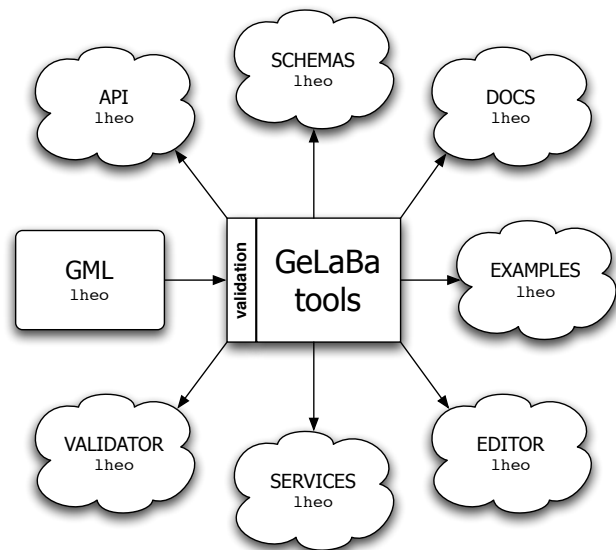 SCHEMAS
lheo
API
lheo
DOCS
lheo
GML
lheo
validation
GeLaBa
tools
EXAMPLES
lheo
VALIDATOR
lheo
SERVICES
lheo
EDITOR
lheo